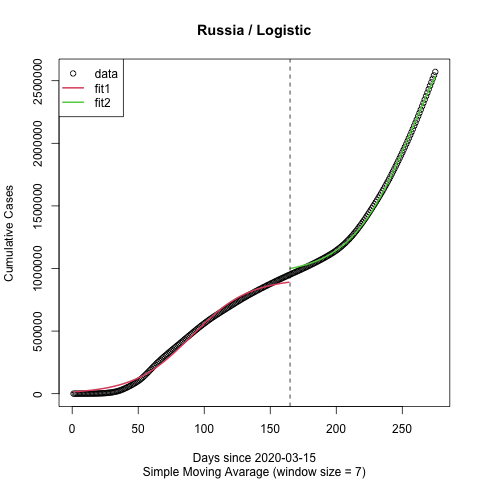 Russia / Logistic
data
fit1
fit2
Cumulative Cases
0
500000
1000000
1500000
2000000
2500000
0
50
100
150
200
250
Days since 2020-03-15
Simple Moving Avarage (window size = 7)